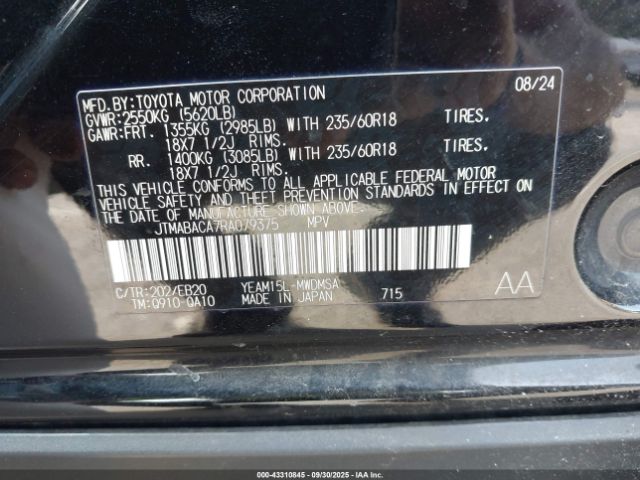 MFD.BY:TOYOTA MOTOR CORPORATION 08/24
GVWR:2550KG (5620LB)
GAWR:FRT. 1355KG (2985LB) WITH 235/60R18 TIRES.
18X7 1/2J RIMS.
RR. 1400KG (3085LB) WITH 235/60R18 TIRES.
18X7 1/2J RIMS.
THIS VEHICLE CONFORMS TO ALL APPLICABLE FEDERAL MOTOR
VEHICLE SAFETY AND THEFT PREVENTION STANDARDS IN EFFECT ON
THE DATE OF MANUFACTURE SHOWN ABOVE.
JTMABACA7RA079375 MPV
C/TR:202/EB20 YEAM15L-MWDMSA AA
TM:Q910-QA10 MADE IN JAPAN 715
000-43310845 - 09/30/2025 - IAA Inc. (IAAI)